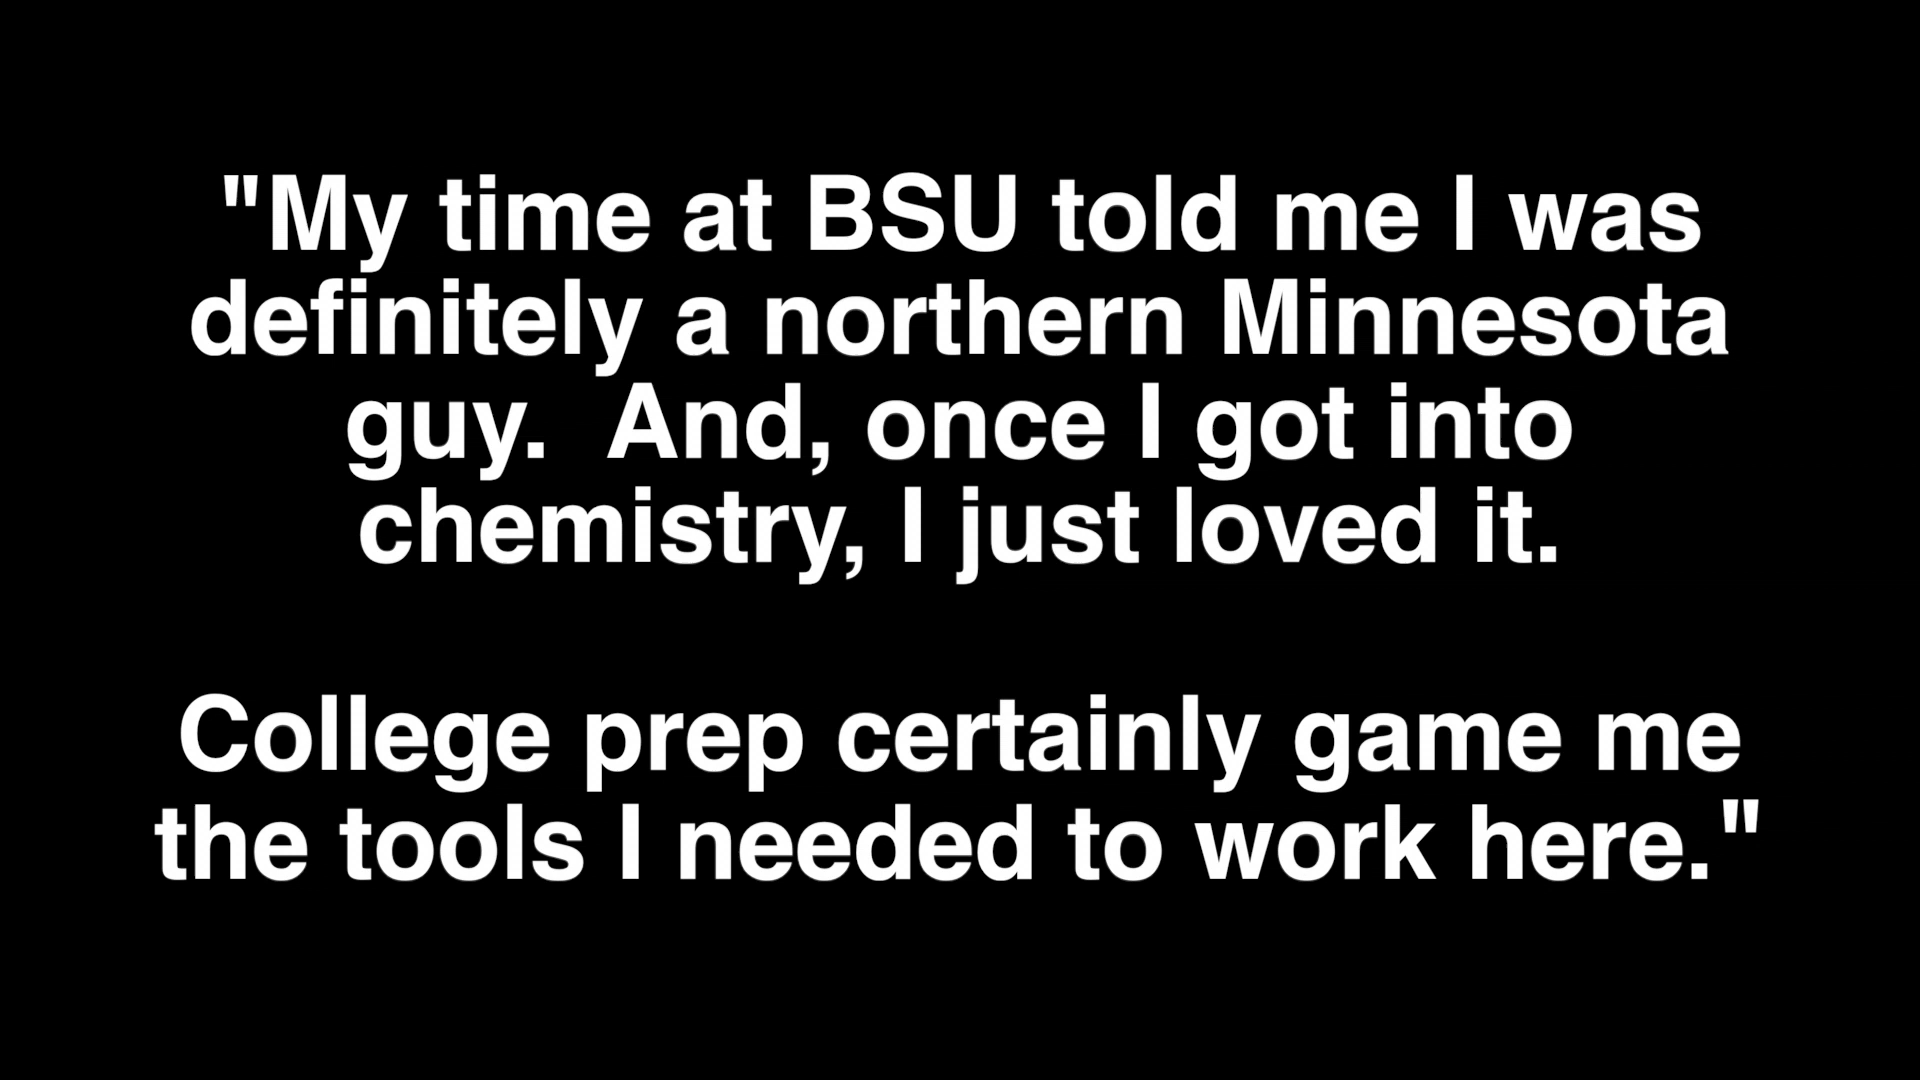 "My time at BSU told me I was
definitely a northern Minnesota
guy.  And, once I got into
chemistry, I just loved it.
College prep certainly game me
the tools I needed to work here."